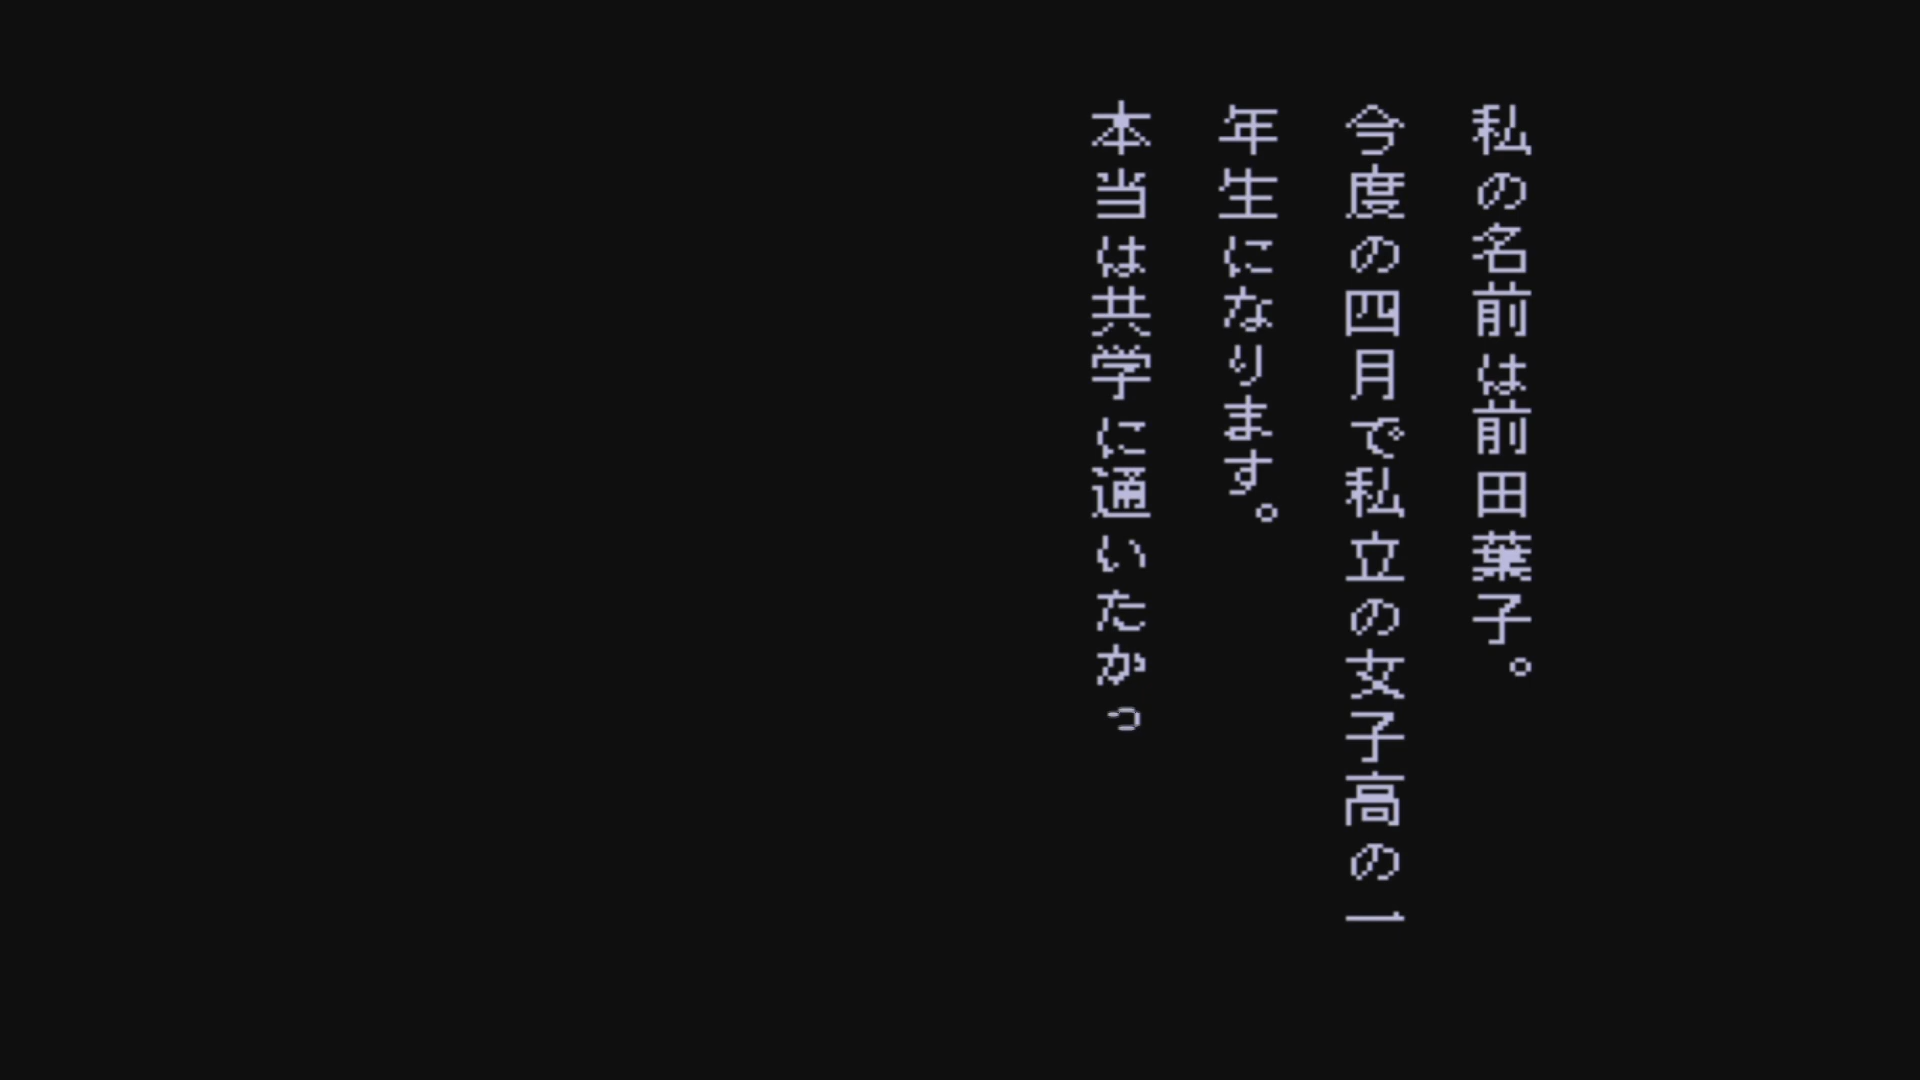 私の名前は前田葉子。
今度の四月で私立の女子高の一
年生になります。
本当は共学に通いたかっ